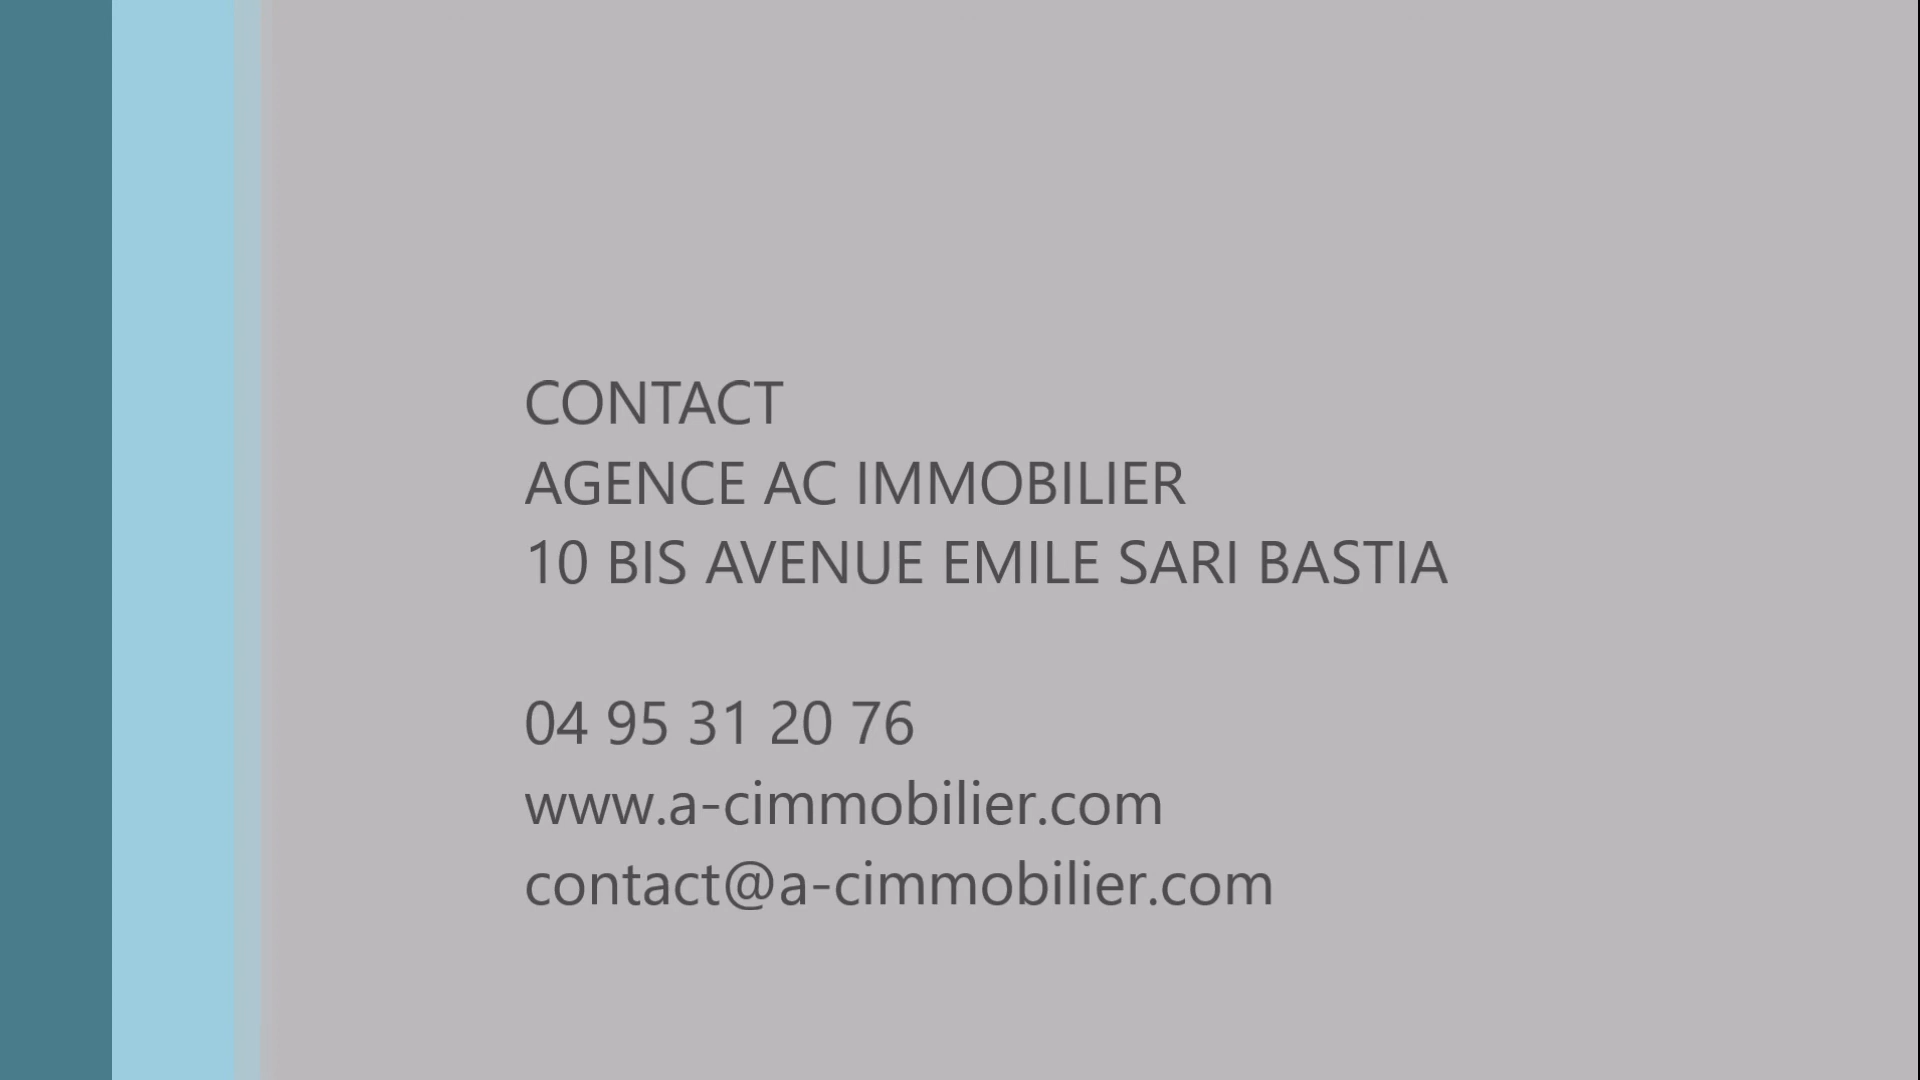 CONTACT
AGENCE AC IMMOBILIER
10 BIS AVENUE EMILE SARI BASTIA
04 95 31 20 76
www.a-cimmobilier.com
contact@a-cimmobilier.com